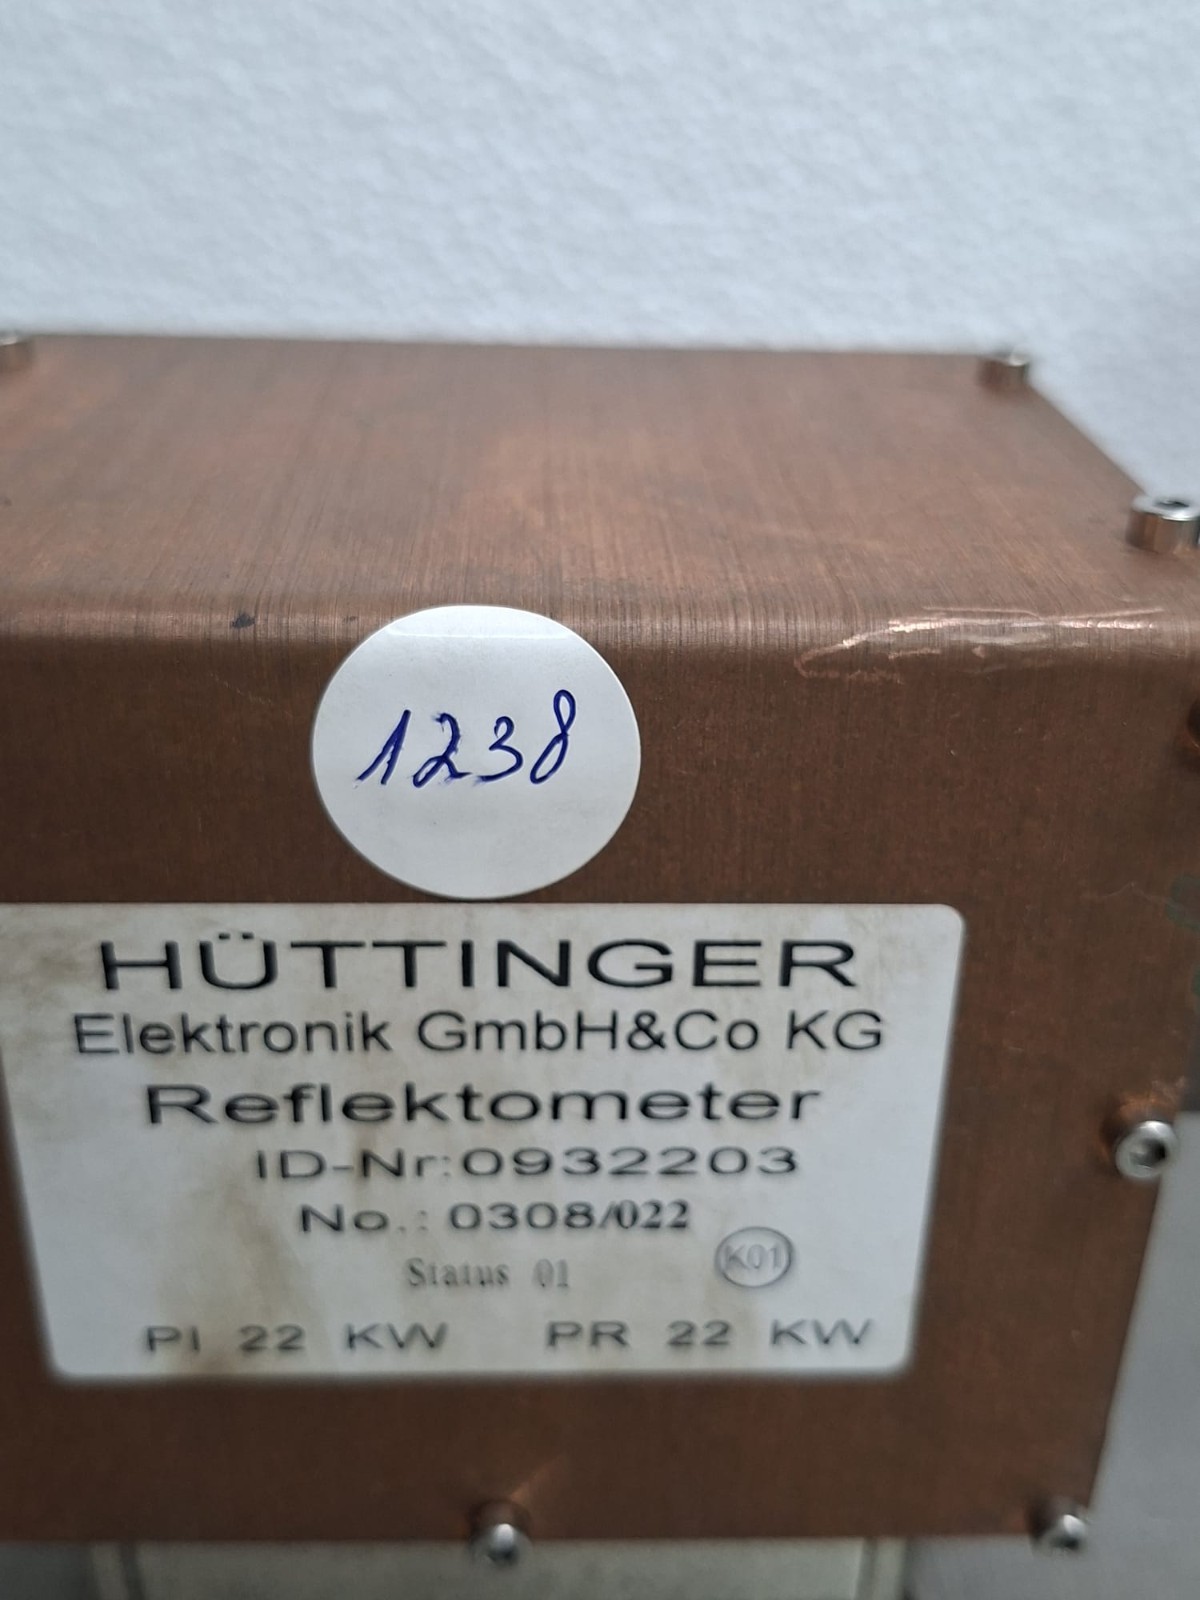 1238
HÜTTINGER
Elektronik GmbH&Co KG
Reflektometer
ID-Nr:0932203
No.: 0308/022
Status 01 K01
PI 22 KW PR 22 KW